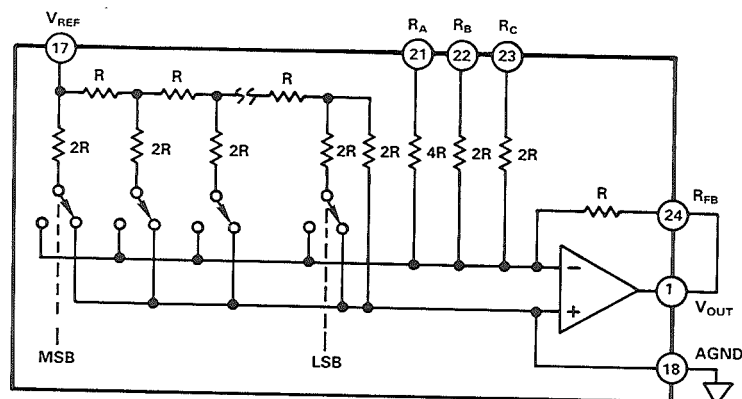 VREF RA RB RC
17 21 22 23
R R R
2R 2R 2R 2R 2R 4R 2R 2R
R RFB
24
−
+
1
VOUT
MSB LSB
AGND
18